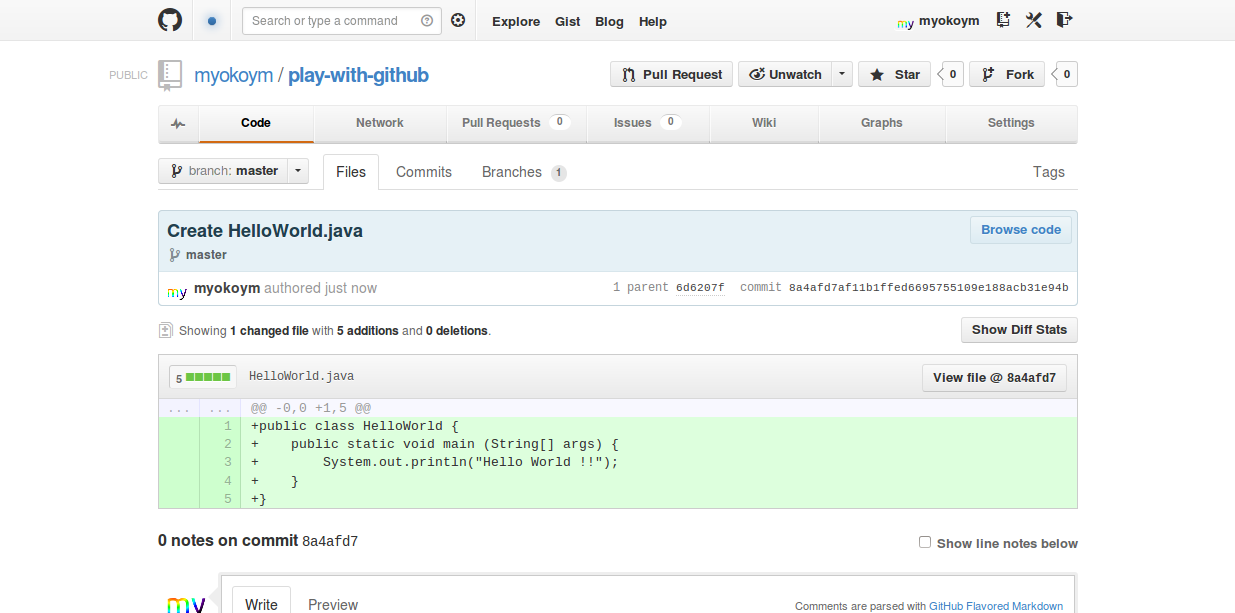 Search or type a command ? Explore Gist Blog Help my myokoym
PUBLIC myokoym / play-with-github Pull Request Unwatch Star 0 Fork 0
Code Network Pull Requests 0 Issues 0 Wiki Graphs Settings
branch: master Files Commits Branches 1 Tags
Create HelloWorld.java Browse code
master
my myokoym authored just now 1 parent 6d6207f commit 8a4afd7af11b1ffed6695755109e188acb31e94b
Showing 1 changed file with 5 additions and 0 deletions. Show Diff Stats
5 HelloWorld.java View file @ 8a4afd7
... ... @@ -0,0 +1,5 @@
1 +public class HelloWorld {
2 +    public static void main (String[] args) {
3 +        System.out.println("Hello World !!");
4 +    }
5 +}
0 notes on commit 8a4afd7 Show line notes below
my Write Preview Comments are parsed with GitHub Flavored Markdown